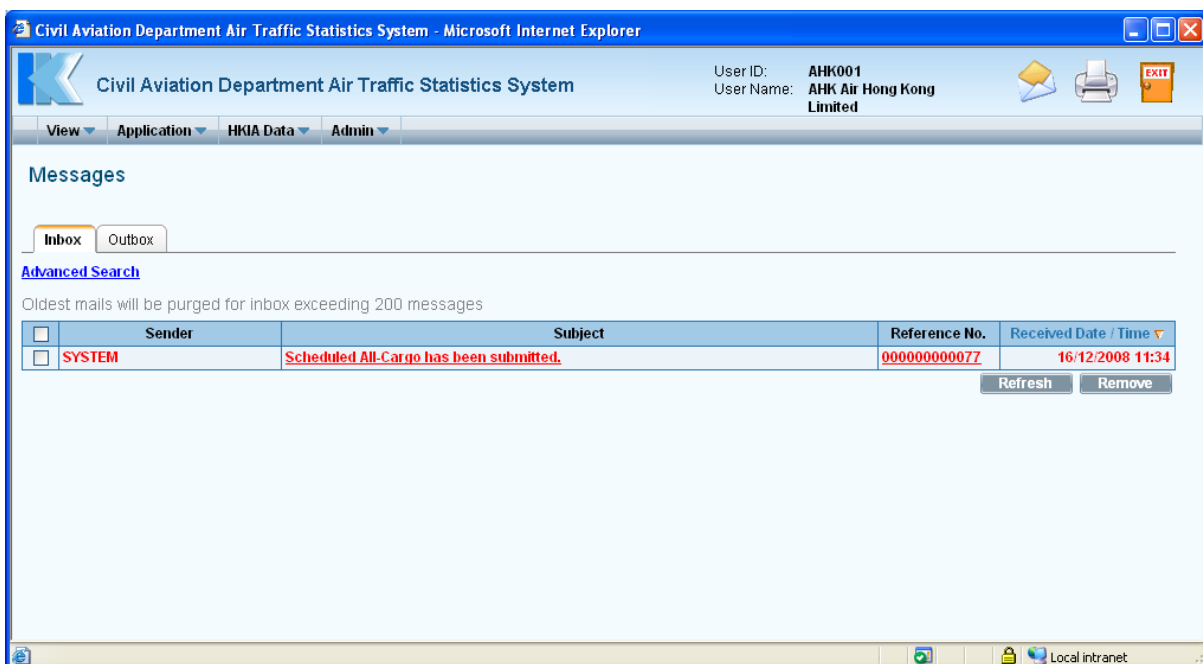 Civil Aviation Department Air Traffic Statistics System - Microsoft Internet Explorer
Civil Aviation Department Air Traffic Statistics System
User ID: AHK001
User Name: AHK Air Hong Kong Limited
EXIT
View Application HKIA Data Admin
Messages
Inbox Outbox
Advanced Search
Oldest mails will be purged for inbox exceeding 200 messages
Sender Subject Reference No. Received Date / Time
SYSTEM Scheduled All-Cargo has been submitted. 000000000077 16/12/2008 11:34
Refresh Remove
Local intranet